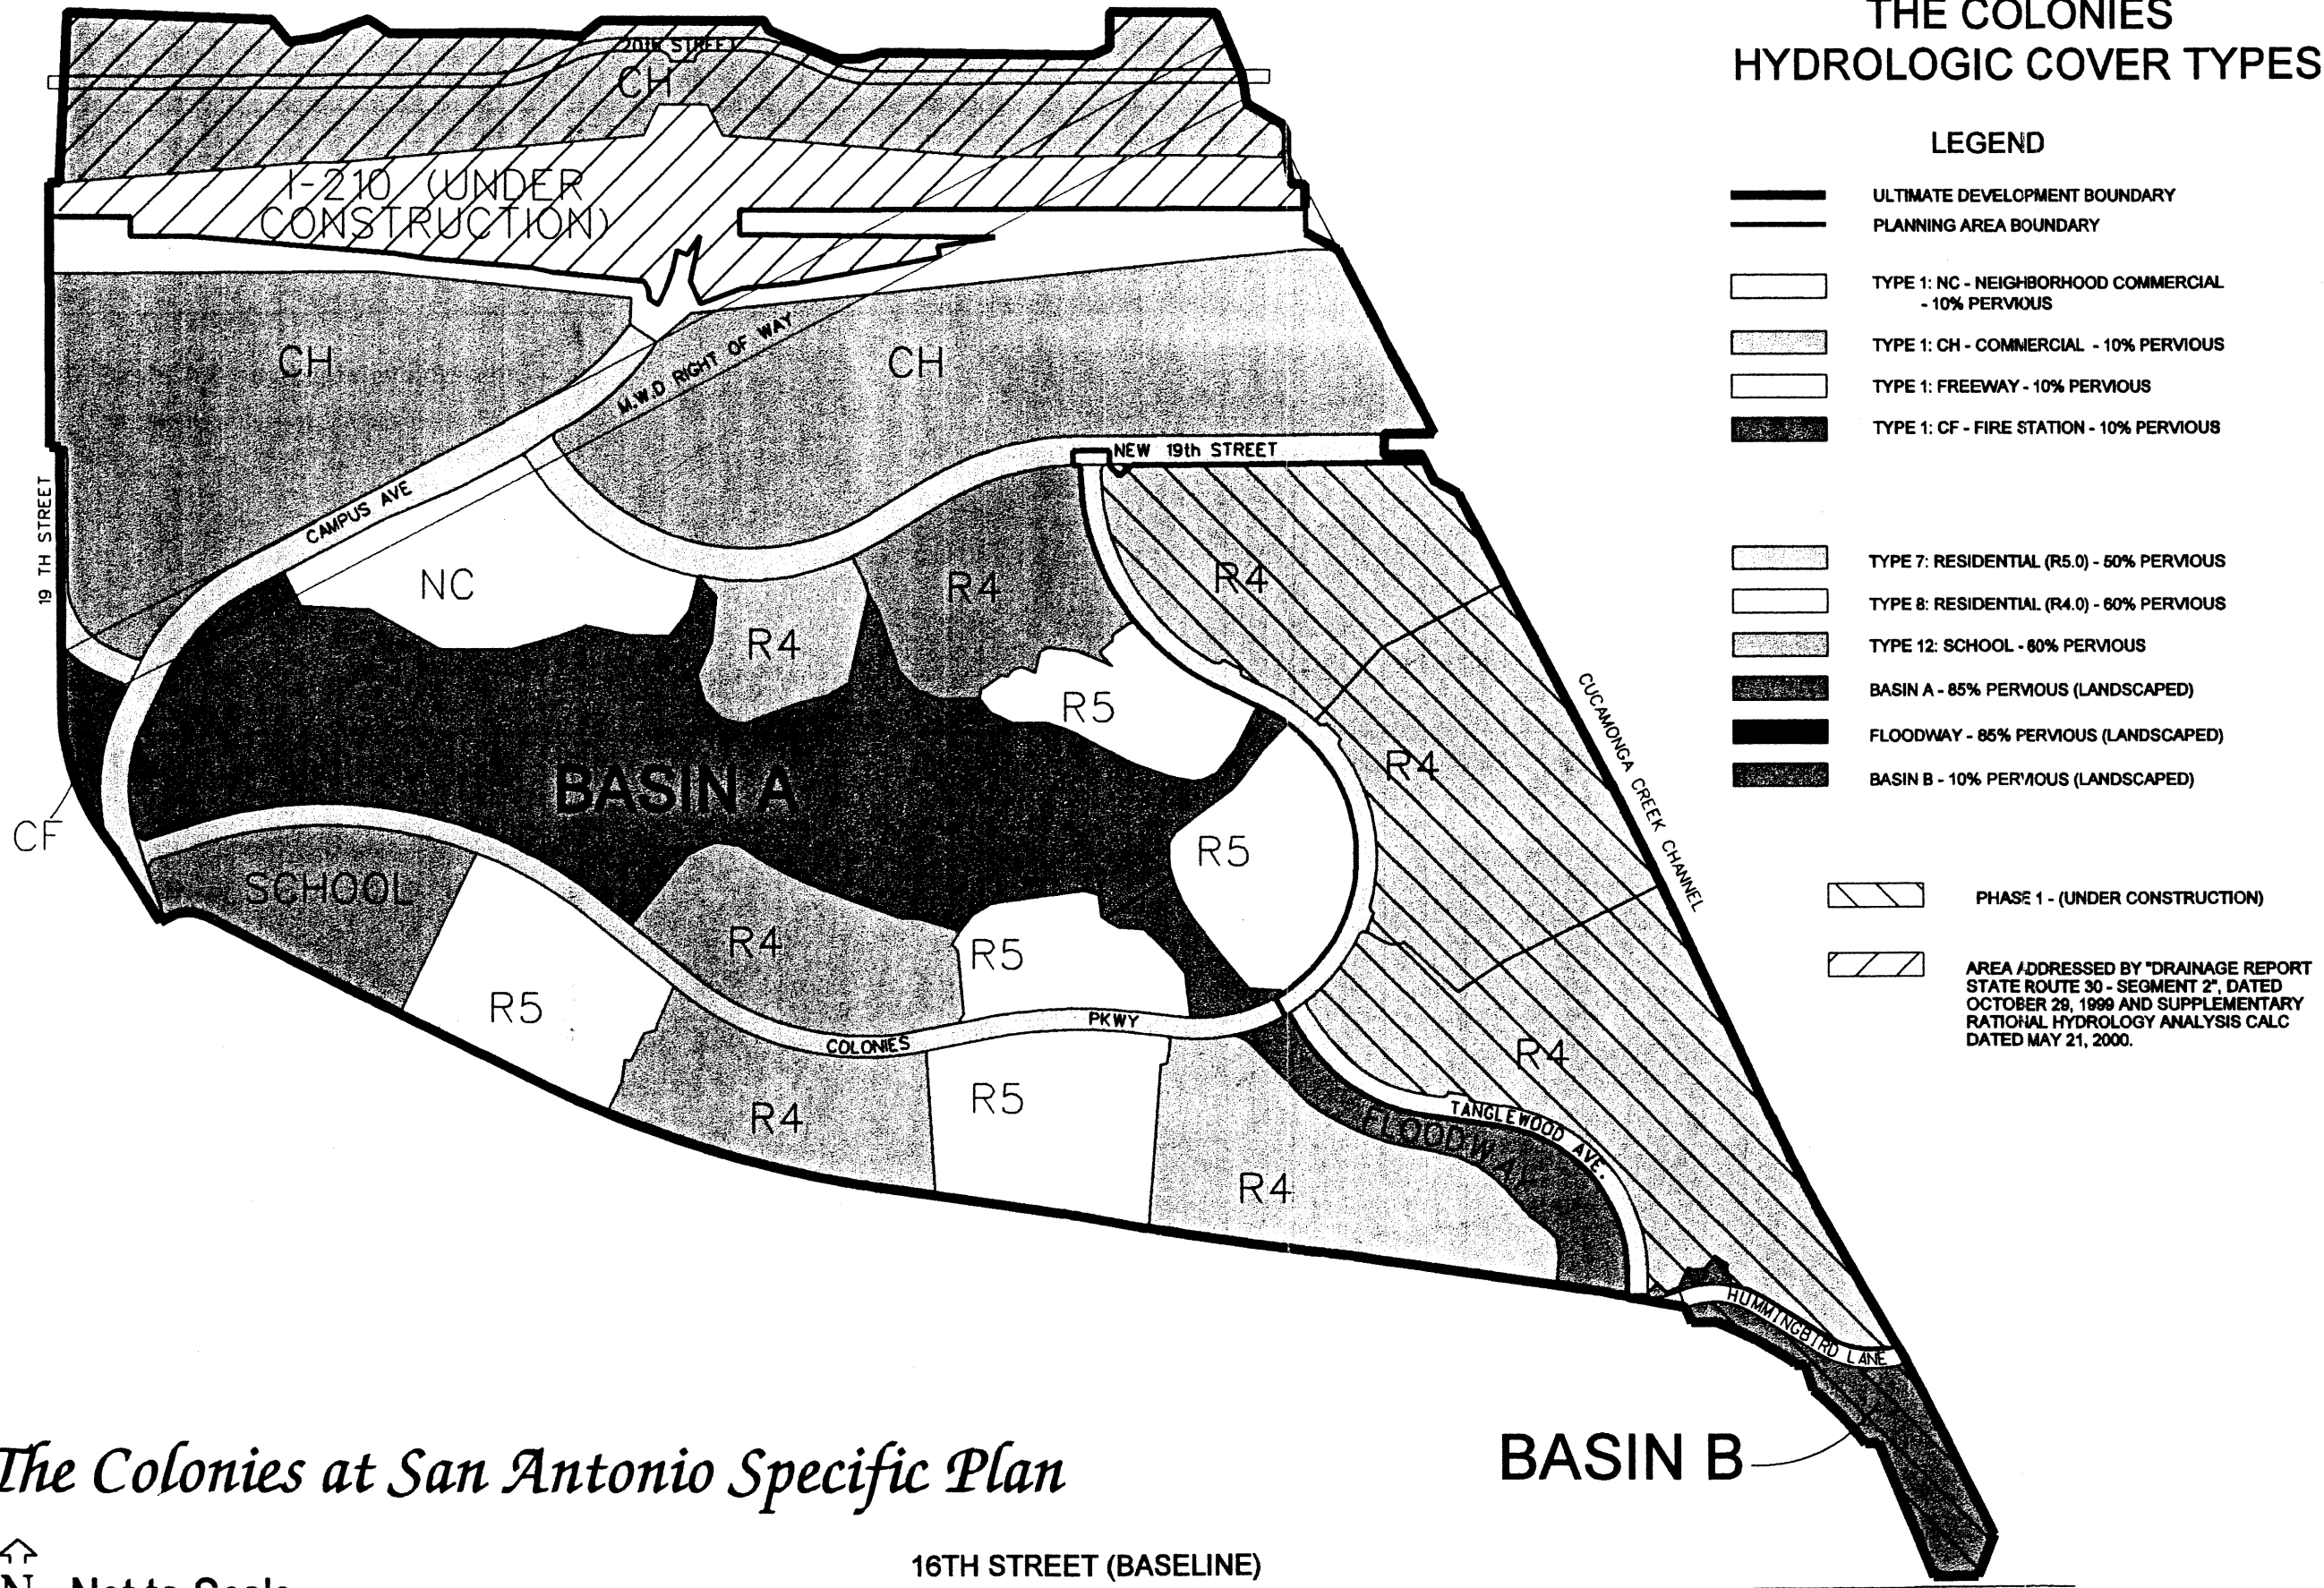 THE COLONIES
HYDROLOGIC COVER TYPES
LEGEND
ULTIMATE DEVELOPMENT BOUNDARY
PLANNING AREA BOUNDARY
TYPE 1: NC - NEIGHBORHOOD COMMERCIAL
- 10% PERVIOUS
TYPE 1: CH - COMMERCIAL - 10% PERVIOUS
TYPE 1: FREEWAY - 10% PERVIOUS
TYPE 1: CF - FIRE STATION - 10% PERVIOUS
TYPE 7: RESIDENTIAL (R5.0) - 50% PERVIOUS
TYPE 8: RESIDENTIAL (R4.0) - 60% PERVIOUS
TYPE 12: SCHOOL - 60% PERVIOUS
BASIN A - 85% PERVIOUS (LANDSCAPED)
FLOODWAY - 85% PERVIOUS (LANDSCAPED)
BASIN B - 10% PERVIOUS (LANDSCAPED)
PHASE 1 - (UNDER CONSTRUCTION)
AREA ADDRESSED BY "DRAINAGE REPORT
STATE ROUTE 30 - SEGMENT 2", DATED
OCTOBER 29, 1999 AND SUPPLEMENTARY
RATIONAL HYDROLOGY ANALYSIS CALC
DATED MAY 21, 2000.
20th STREET
CH
I-210 (UNDER
CONSTRUCTION)
CH
CH
M.W.D RIGHT OF WAY
NEW 19th STREET
19 TH STREET
CAMPUS AVE
NC
R4
R4
R4
R5
R4
CUCAMONGA CREEK CHANNEL
BASIN A
CF
R5
SCHOOL
R4
R5
R5
PKWY
COLONIES
R4
R4
R5
TANGLEWOOD AVE.
FLOODWAY
R4
HUMMINGBIRD LANE
BASIN B
The Colonies at San Antonio Specific Plan
16TH STREET (BASELINE)
N Not to Scale